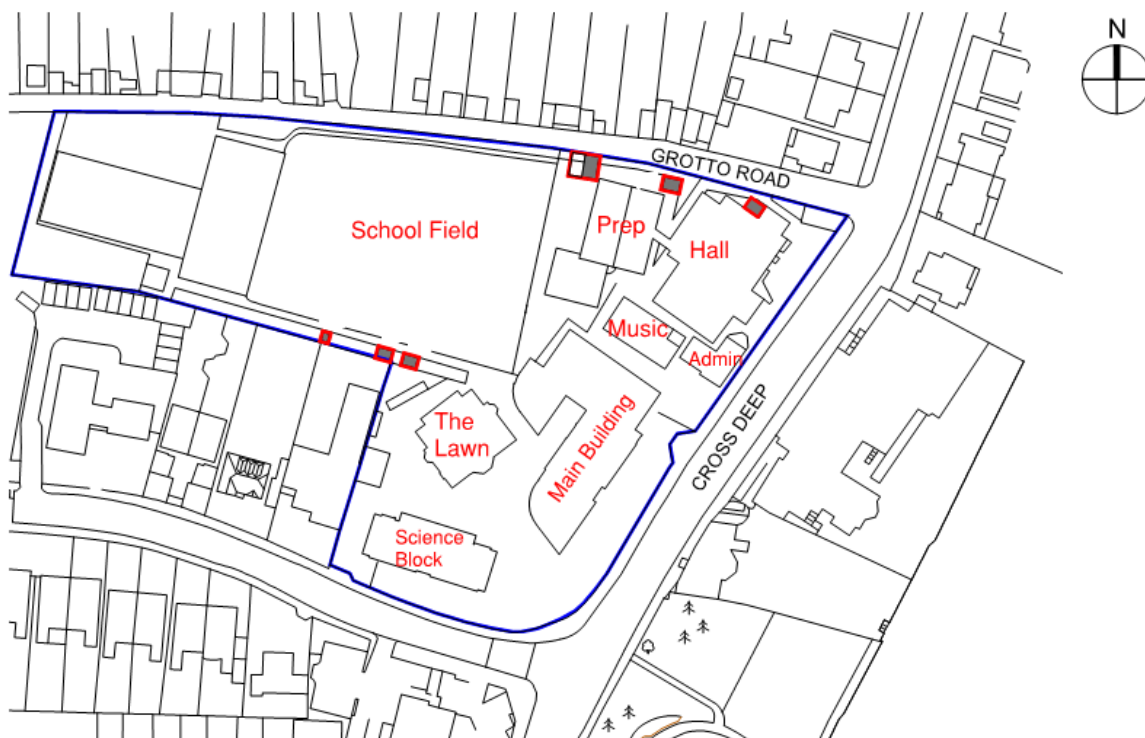 N
GROTTO ROAD
School Field
Prep
Hall
Music
Admin
CROSS DEEP
The
Lawn
Main Building
Science
Block